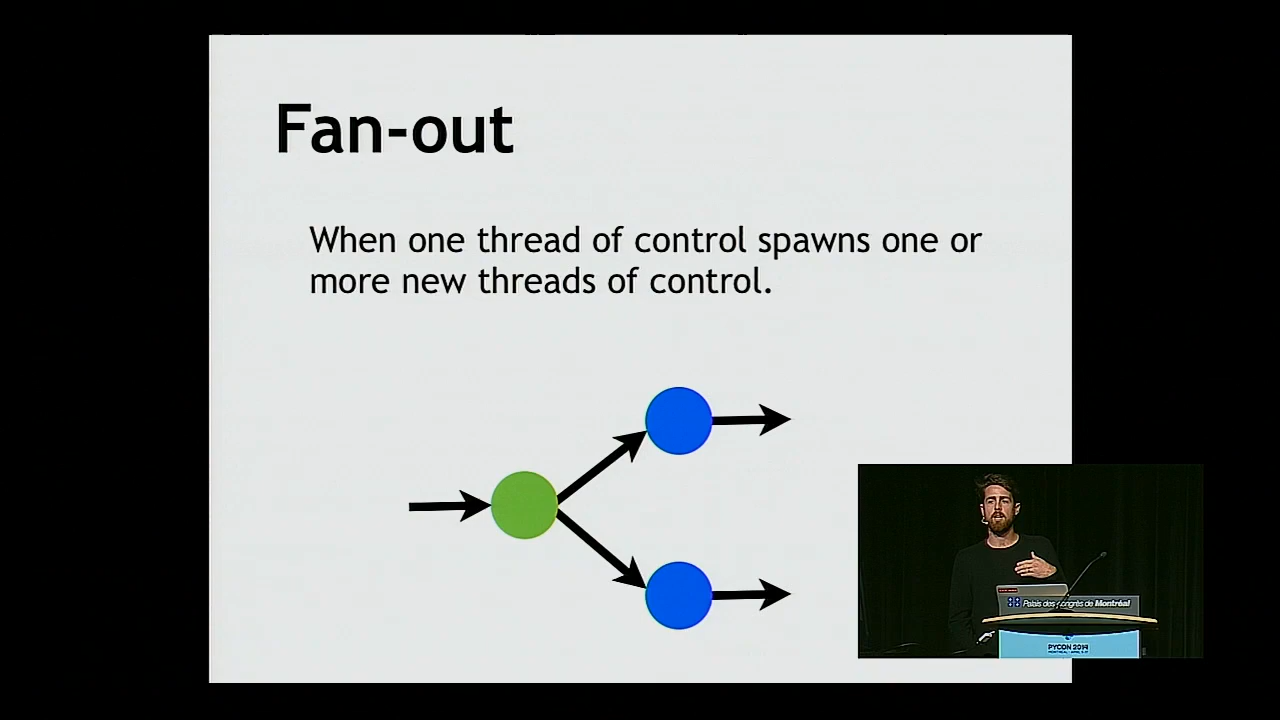 Fan-out
When one thread of control spawns one or
more new threads of control.
Palais des congrès de Montréal
PYCON 2014